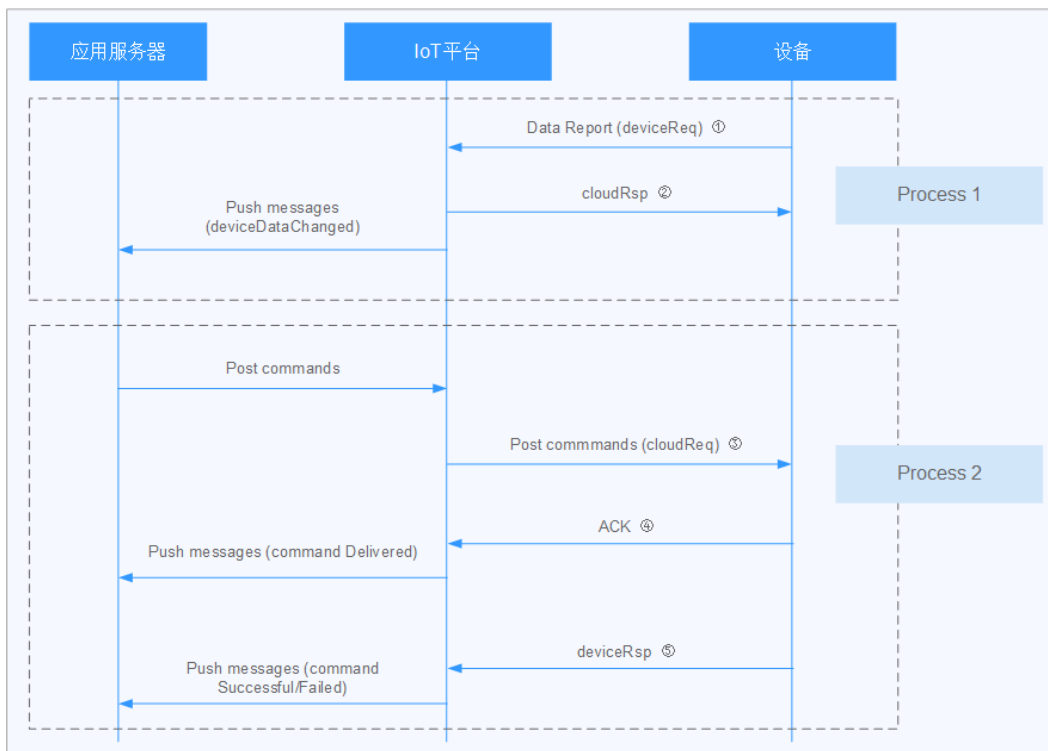 应用服务器
IoT平台
设备
Data Report (deviceReq) ①
cloudRsp ②
Process 1
Push messages
(deviceDataChanged)
Post commands
Post commmands (cloudReq) ③
Process 2
ACK ④
Push messages (command Delivered)
deviceRsp ⑤
Push messages (command
Successful/Failed)